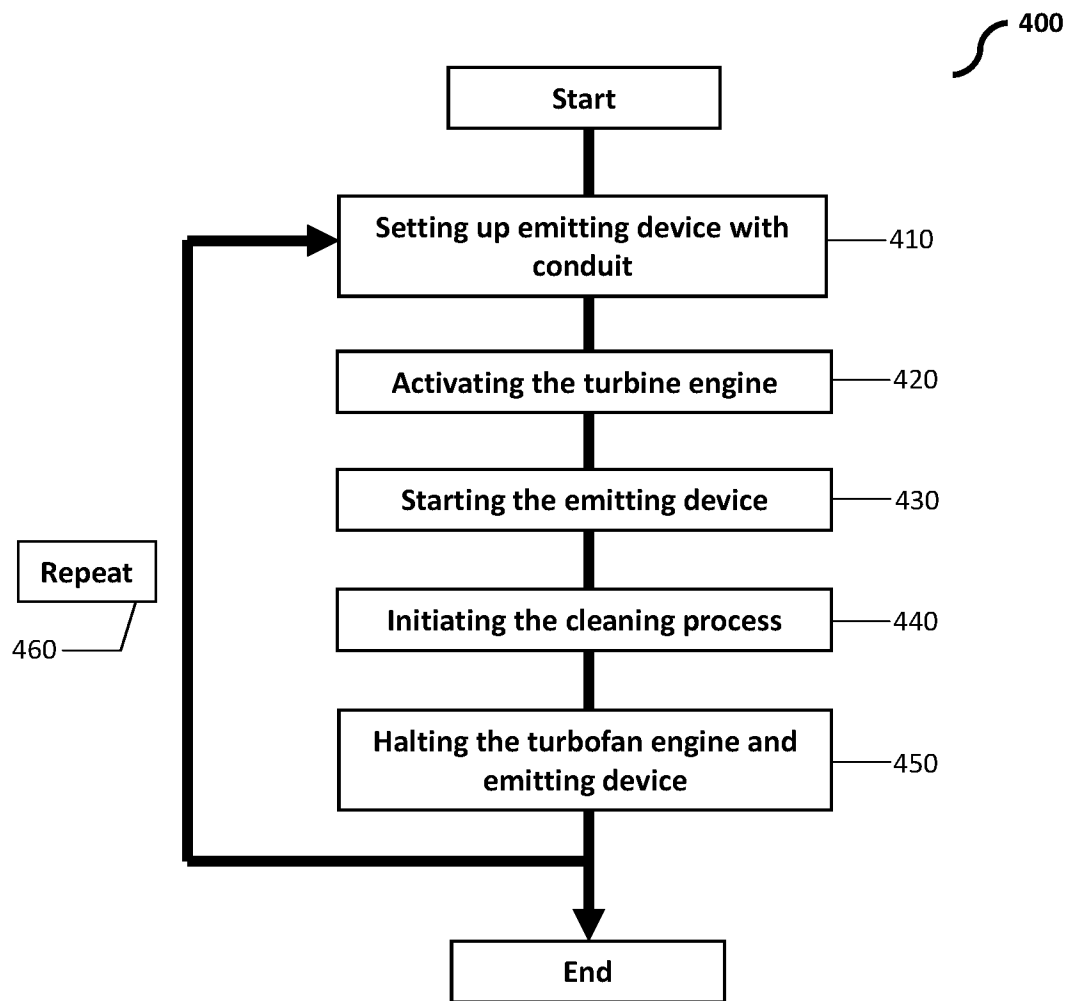 400
Start
Setting up emitting device with
conduit
410
Activating the turbine engine
420
Starting the emitting device
430
Repeat
460
Initiating the cleaning process
440
Halting the turbofan engine and
emitting device
450
End